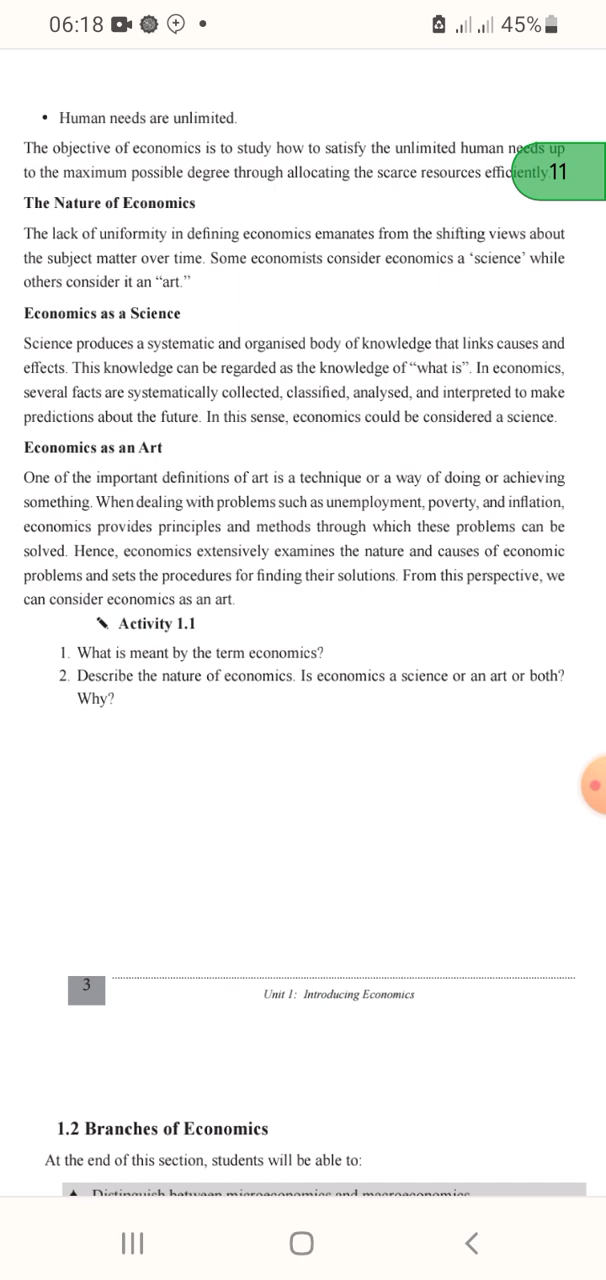 06:18 45%
• Human needs are unlimited.
The objective of economics is to study how to satisfy the unlimited human needs up
to the maximum possible degree through allocating the scarce resources efficiently.
11
The Nature of Economics
The lack of uniformity in defining economics emanates from the shifting views about
the subject matter over time. Some economists consider economics a ‘science’ while
others consider it an “art.”
Economics as a Science
Science produces a systematic and organised body of knowledge that links causes and
effects. This knowledge can be regarded as the knowledge of “what is”. In economics,
several facts are systematically collected, classified, analysed, and interpreted to make
predictions about the future. In this sense, economics could be considered a science.
Economics as an Art
One of the important definitions of art is a technique or a way of doing or achieving
something. When dealing with problems such as unemployment, poverty, and inflation,
economics provides principles and methods through which these problems can be
solved. Hence, economics extensively examines the nature and causes of economic
problems and sets the procedures for finding their solutions. From this perspective, we
can consider economics as an art.
Activity 1.1
1. What is meant by the term economics?
2. Describe the nature of economics. Is economics a science or an art or both?
Why?
3
Unit 1: Introducing Economics
1.2 Branches of Economics
At the end of this section, students will be able to:
Distinguish between microeconomics and macroeconomics